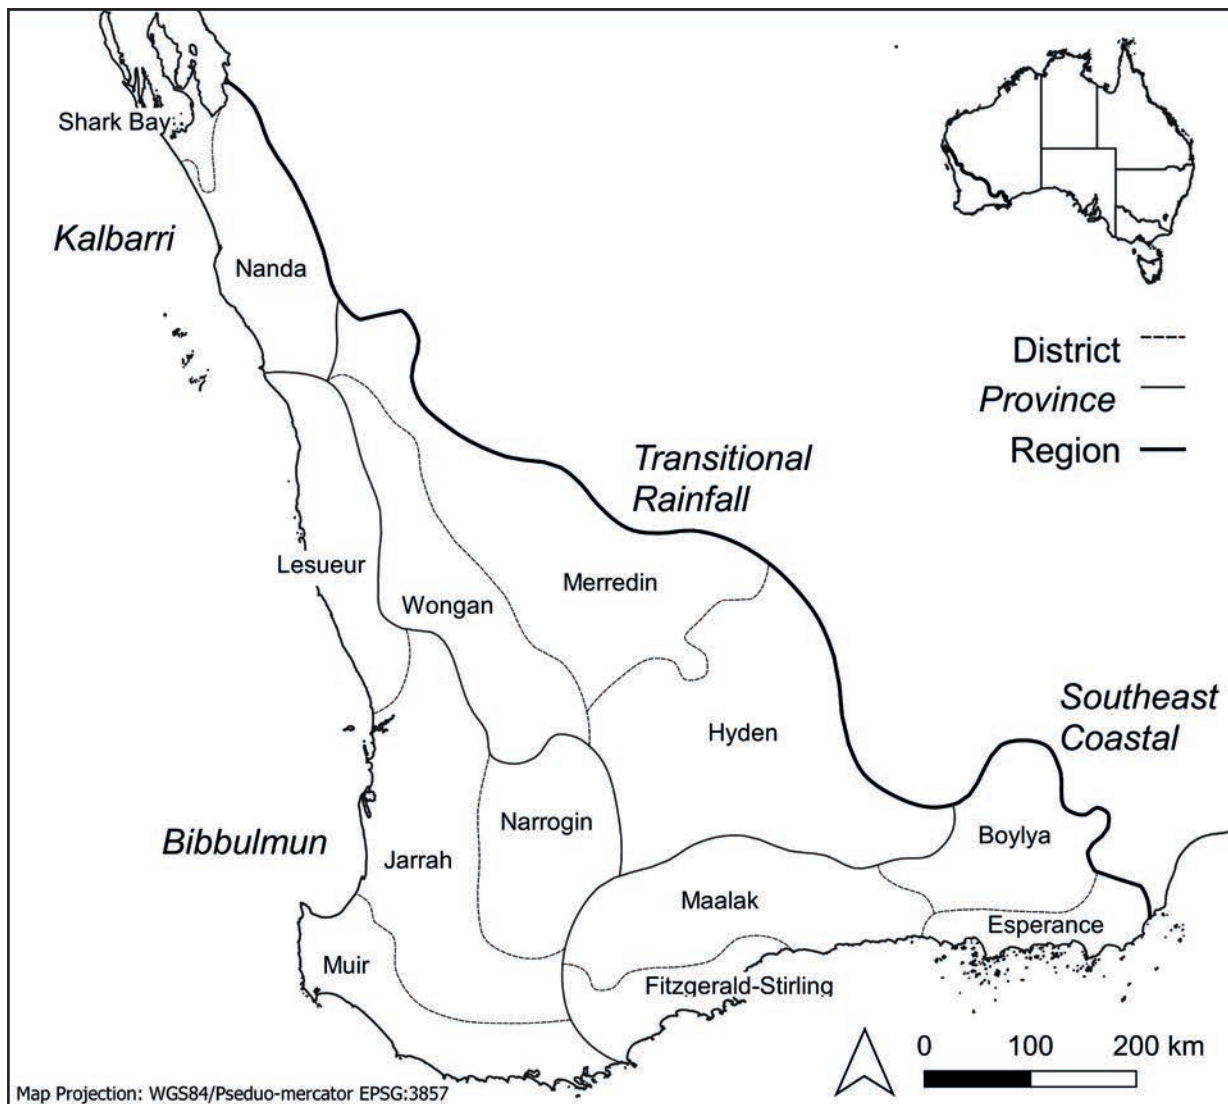 Shark Bay
Kalbarri
Nanda
District
Province
Region
Transitional
Rainfall
Lesueur
Merredin
Wongan
Southeast
Coastal
Hyden
Bibbulmun
Narrogin
Boylya
Jarrah
Maalak
Esperance
Muir
Fitzgerald-Stirling
0 100 200 km
Map Projection: WGS84/Pseduo-mercator EPSG:3857